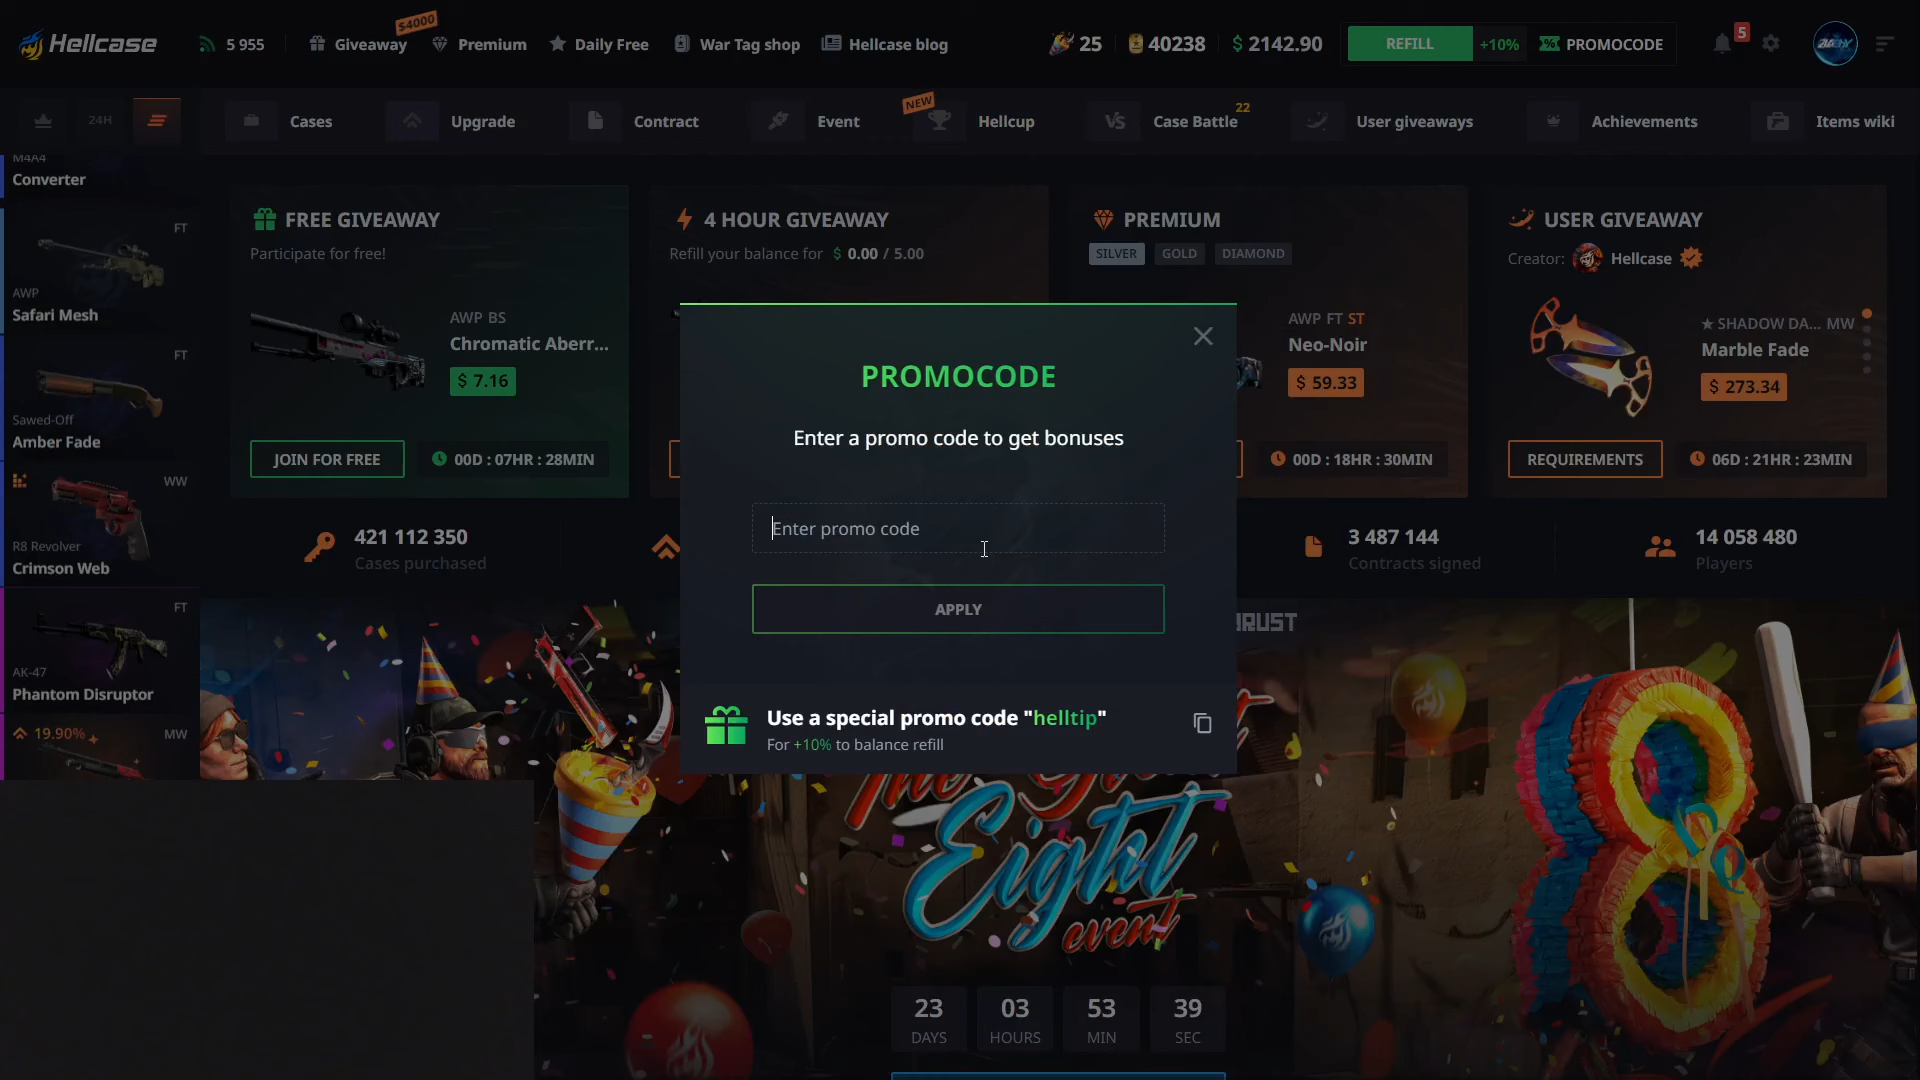 Hellcase
5 955
Giveaway
$4000
Premium
Daily Free
War Tag shop
Hellcase blog
25
40238
$ 2142.90
REFILL
+10%
PROMOCODE
5
24H
Cases
Upgrade
Contract
Event
NEW
Hellcup
VS
Case Battle
22
User giveaways
Achievements
Items wiki
M4A4
Converter
FT
AWP
Safari Mesh
FT
Sawed-Off
Amber Fade
WW
R8 Revolver
Crimson Web
FT
AK-47
Phantom Disruptor
19.90%
MW
FREE GIVEAWAY
Participate for free!
AWP BS
Chromatic Aberr...
$ 7.16
JOIN FOR FREE
00D : 07HR : 28MIN
4 HOUR GIVEAWAY
Refill your balance for $ 0.00 / 5.00
PREMIUM
SILVER
GOLD
DIAMOND
AWP FT ST
Neo-Noir
$ 59.33
00D : 18HR : 30MIN
USER GIVEAWAY
Creator: Hellcase
★ SHADOW DA... MW
Marble Fade
$ 273.34
REQUIREMENTS
06D : 21HR : 23MIN
421 112 350
Cases purchased
3 487 144
Contracts signed
14 058 480
Players
PROMOCODE
Enter a promo code to get bonuses
Enter promo code
APPLY
Use a special promo code "helltip"
For +10% to balance refill
RUST
Eight
event
23
DAYS
03
HOURS
53
MIN
39
SEC